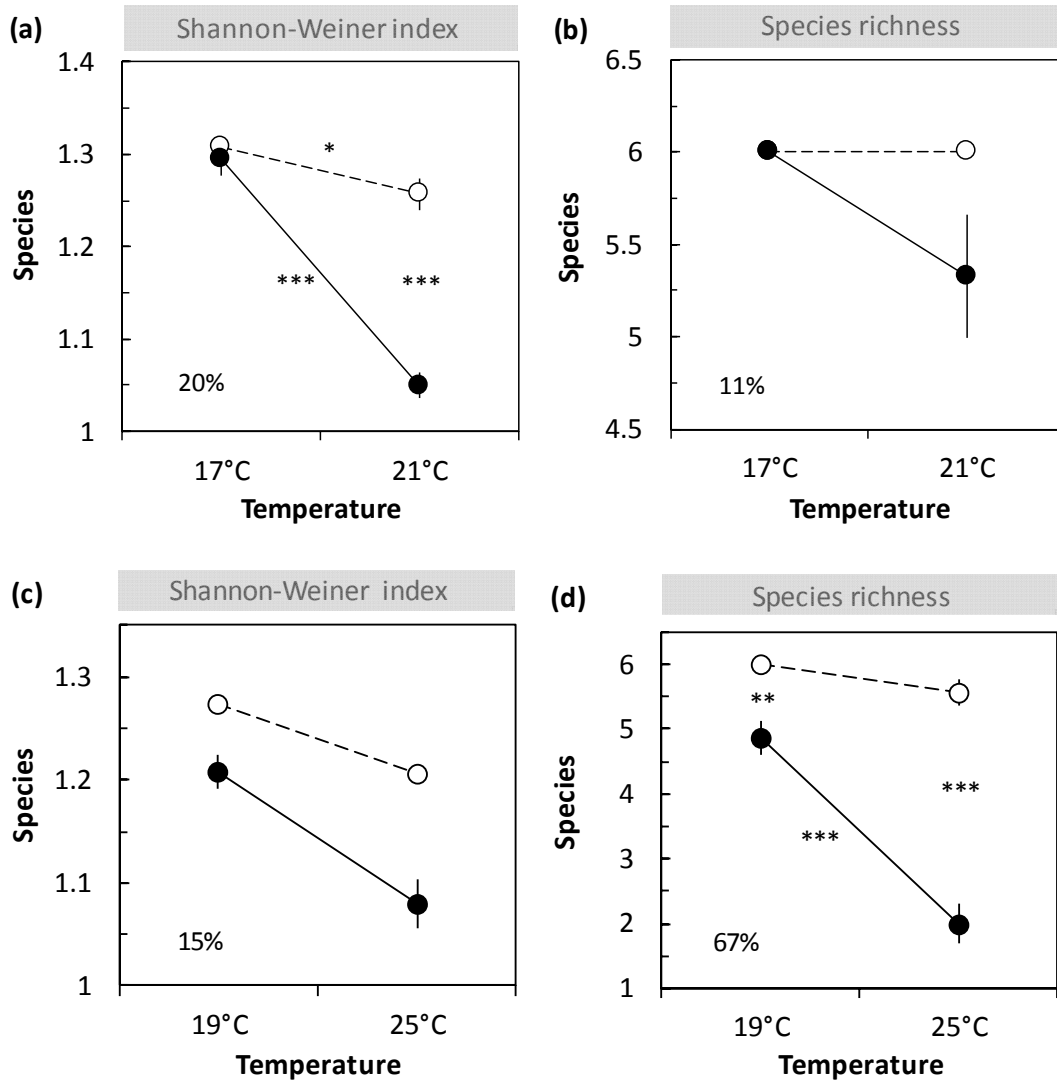 (a)
Shannon-Weiner index
1.4
1.3
1.2
1.1
1
Species
*
***
***
20%
17°C
21°C
Temperature
(b)
Species richness
6.5
6
5.5
5
4.5
Species
11%
17°C
21°C
Temperature
(c)
Shannon-Weiner index
1.3
1.2
1.1
1
Species
15%
19°C
25°C
Temperature
(d)
Species richness
6
5
4
3
2
1
Species
**
***
***
67%
19°C
25°C
Temperature